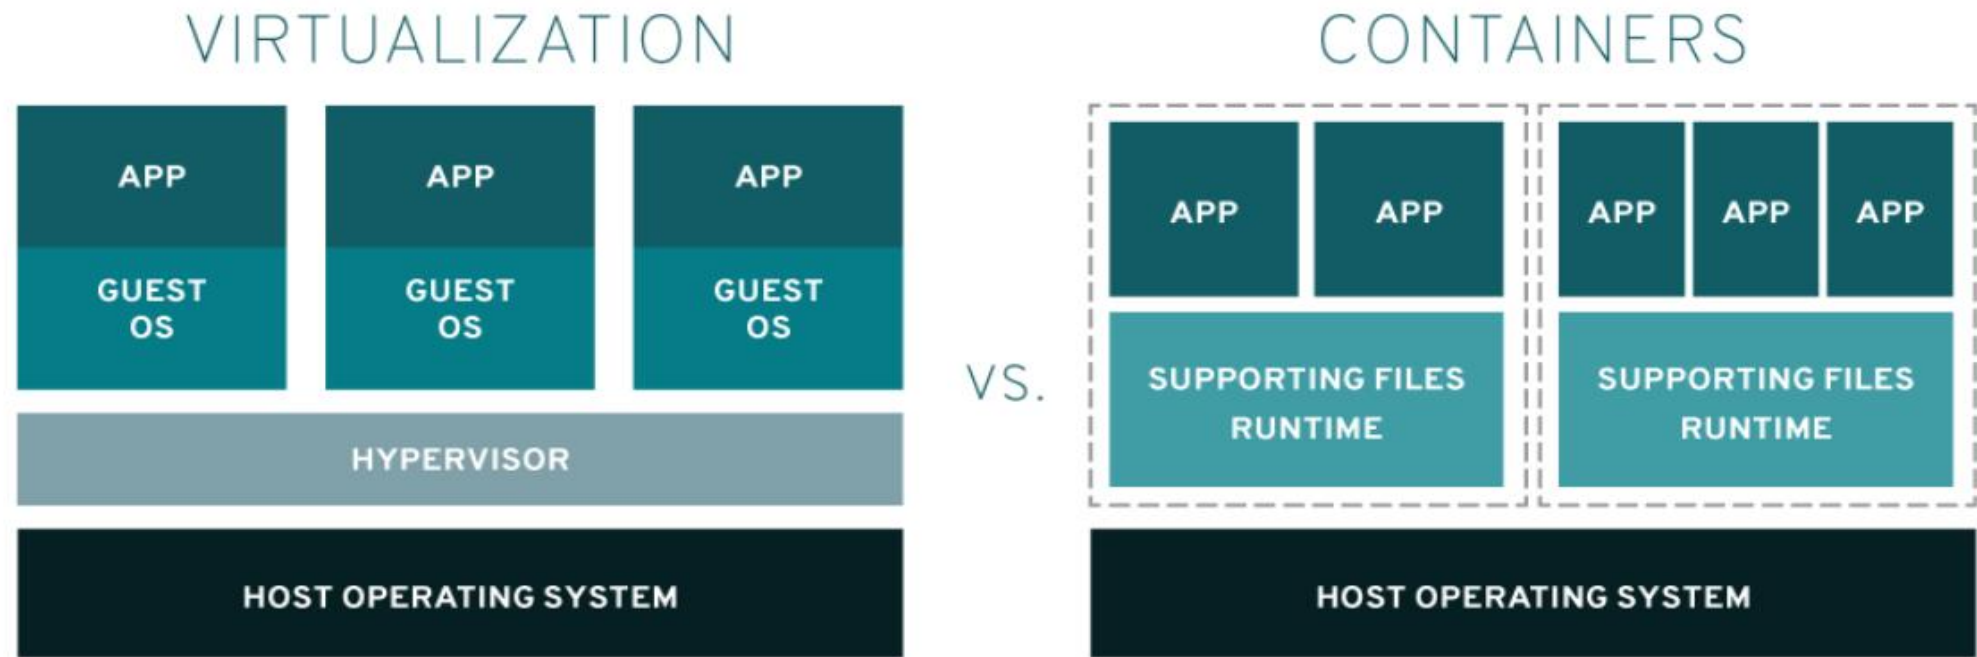 VIRTUALIZATION
APP
APP
APP
GUEST
OS
GUEST
OS
GUEST
OS
HYPERVISOR
HOST OPERATING SYSTEM
VS.
CONTAINERS
APP
APP
APP
APP
APP
SUPPORTING FILES
RUNTIME
SUPPORTING FILES
RUNTIME
HOST OPERATING SYSTEM